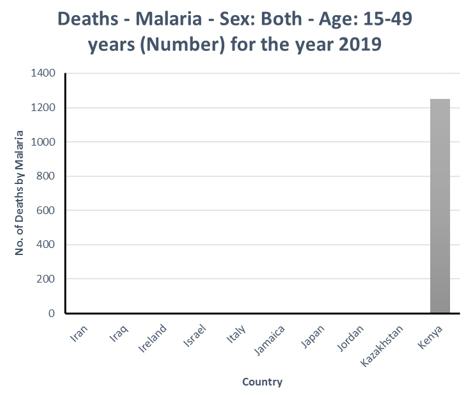 Deaths - Malaria - Sex: Both - Age: 15-49
years (Number) for the year 2019
1400
1200
1000
800
600
400
200
0
No. of Deaths by Malaria
Iran
Iraq
Ireland
Israel
Italy
Jamaica
Japan
Jordan
Kazakhstan
Kenya
Country